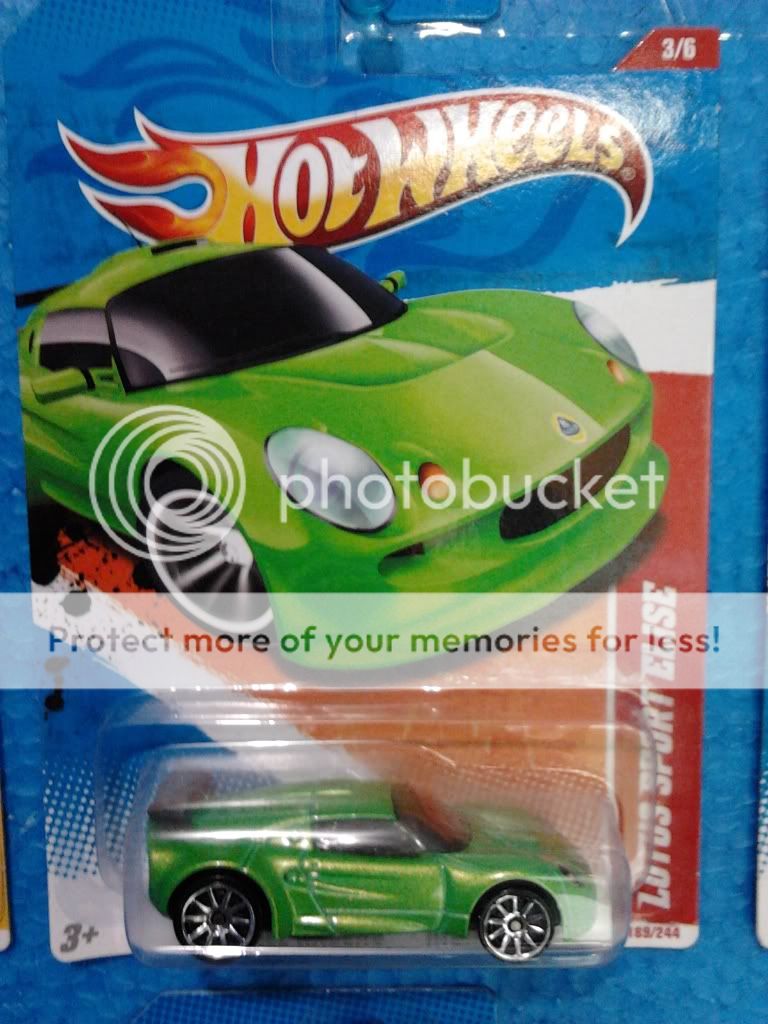 3/6
HOT WHEELS®
photobucket
Protect more of your memories for less!
LOTUS SPORT ELISE
3+
189/244